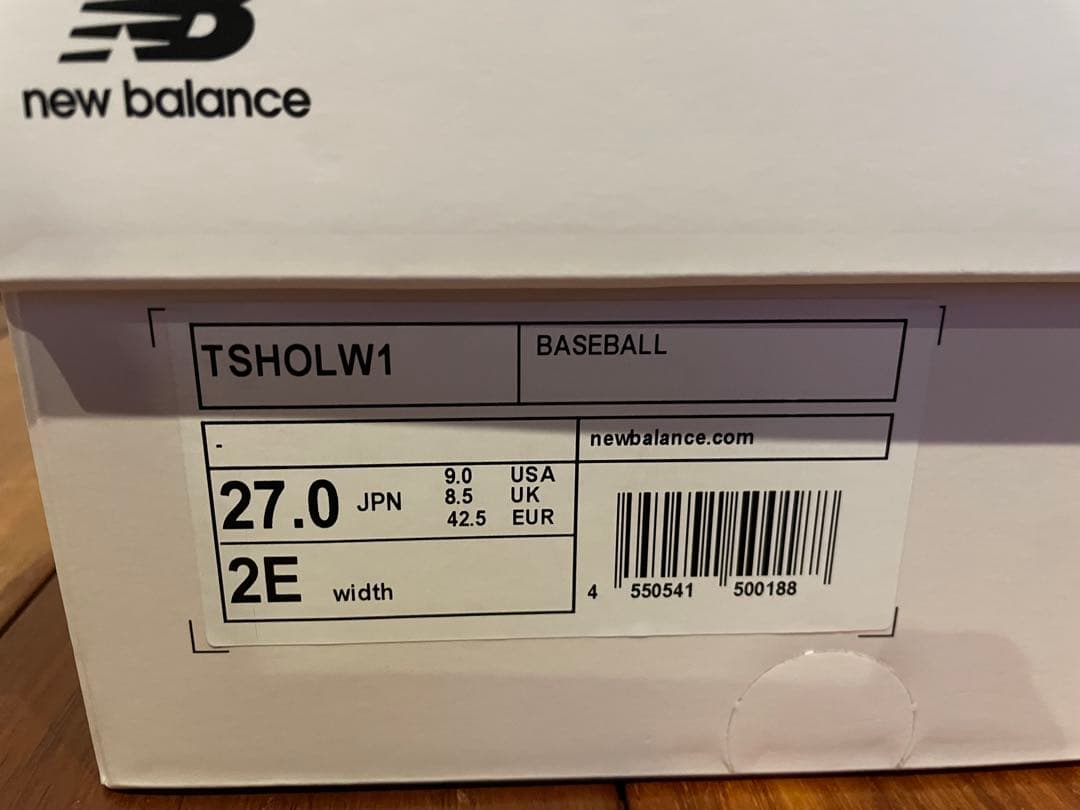 new balance
TSHOLW1
BASEBALL
-
newbalance.com
27.0 JPN
9.0 USA
8.5 UK
42.5 EUR
2E width
4 550541 500188